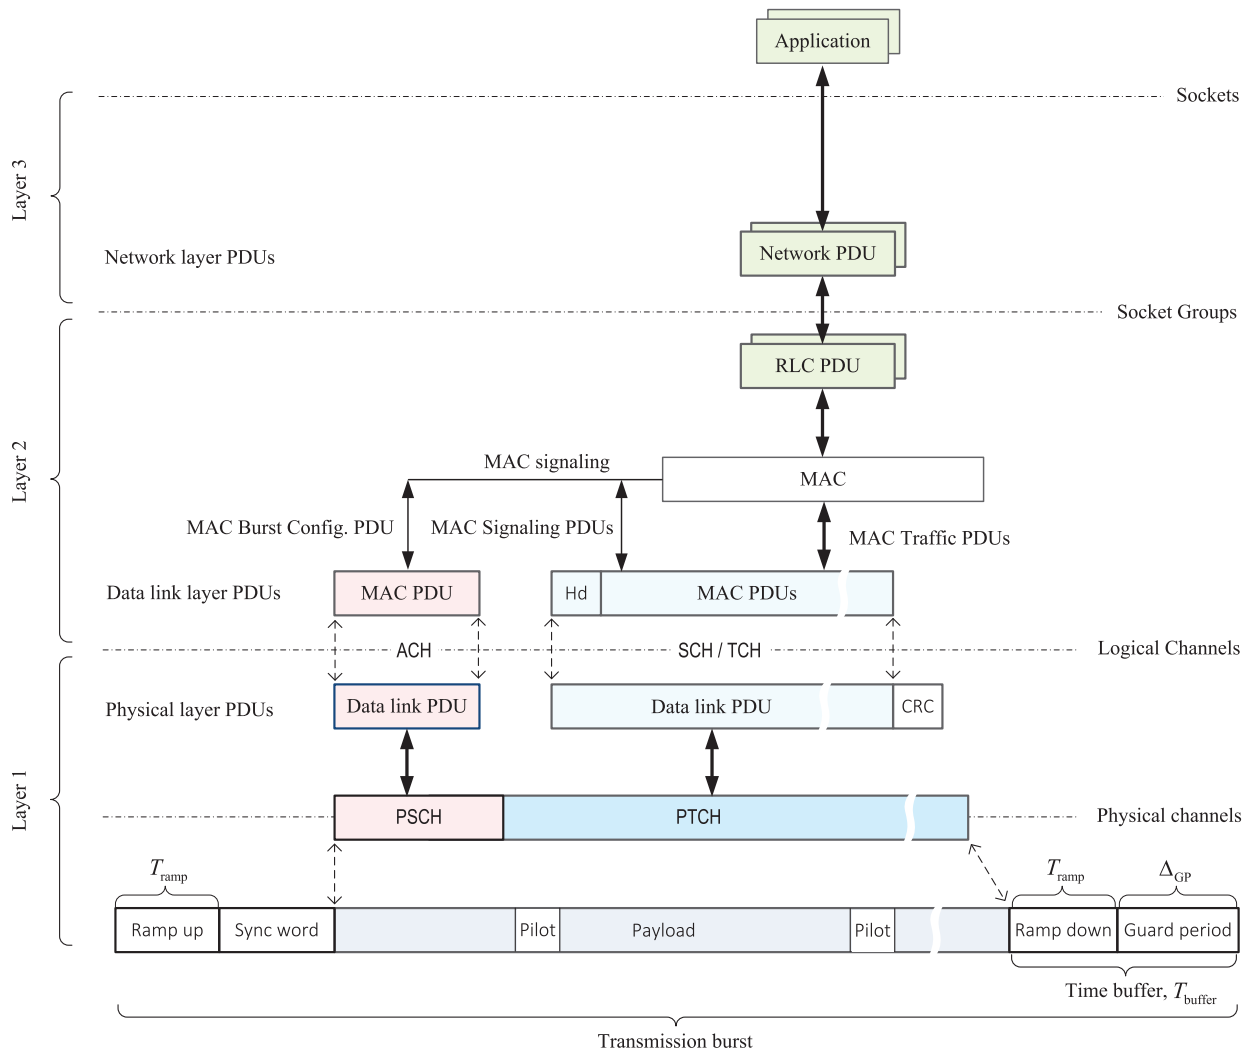 Application
Sockets
Layer 3
Network layer PDUs
Network PDU
Socket Groups
RLC PDU
Layer 2
MAC signaling
MAC
MAC Burst Config. PDU
MAC Signaling PDUs
MAC Traffic PDUs
Data link layer PDUs
MAC PDU
Hd
MAC PDUs
ACH
SCH / TCH
Logical Channels
Physical layer PDUs
Data link PDU
Data link PDU
CRC
Layer 1
PSCH
PTCH
Physical channels
T ramp
T ramp
Δ GP
Ramp up
Sync word
Pilot
Payload
Pilot
Ramp down
Guard period
Time buffer, T buffer
Transmission burst